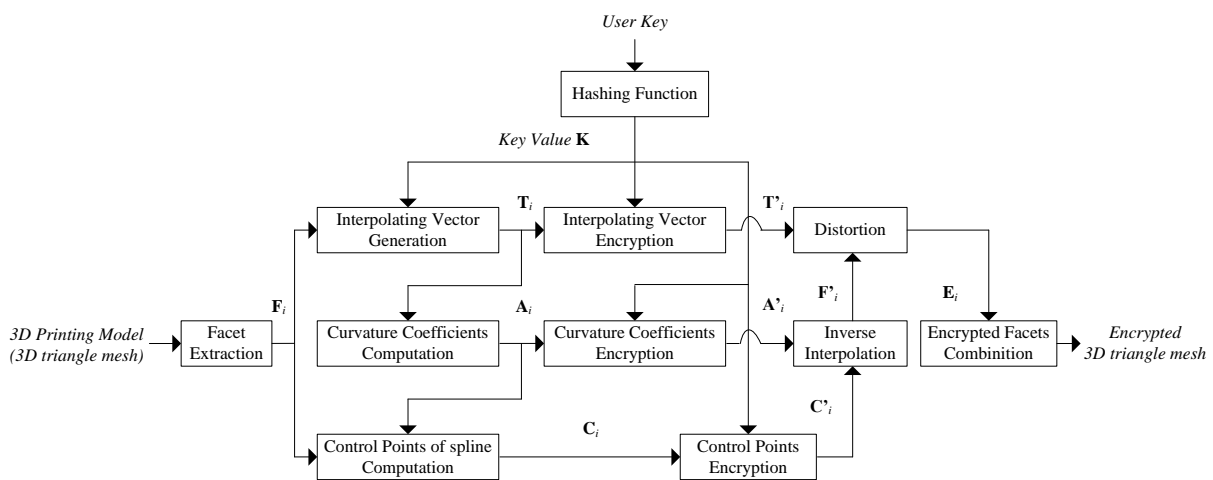 User Key
Hashing Function
Key Value K
T_i
T'_i
Interpolating Vector
Generation
Interpolating Vector
Encryption
Distortion
F_i
A_i
A'_i
F'_i
E_i
3D Printing Model
(3D triangle mesh)
Facet
Extraction
Curvature Coefficients
Computation
Curvature Coefficients
Encryption
Inverse
Interpolation
Encrypted Facets
Combinition
Encrypted
3D triangle mesh
C_i
C'_i
Control Points of spline
Computation
Control Points
Encryption